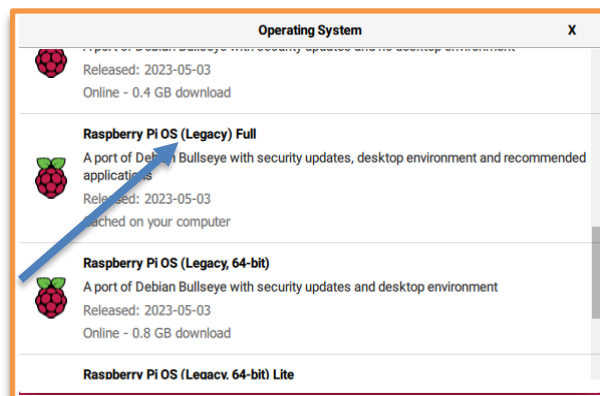 Operating System
X
A port of Debian Bullseye with security updates and no desktop environment
Released: 2023-05-03
Online - 0.4 GB download
Raspberry Pi OS (Legacy) Full
A port of Debian Bullseye with security updates, desktop environment and recommended
applications
Released: 2023-05-03
Cached on your computer
Raspberry Pi OS (Legacy, 64-bit)
A port of Debian Bullseye with security updates and desktop environment
Released: 2023-05-03
Online - 0.8 GB download
Raspberry Pi OS (Legacy, 64-bit) Lite